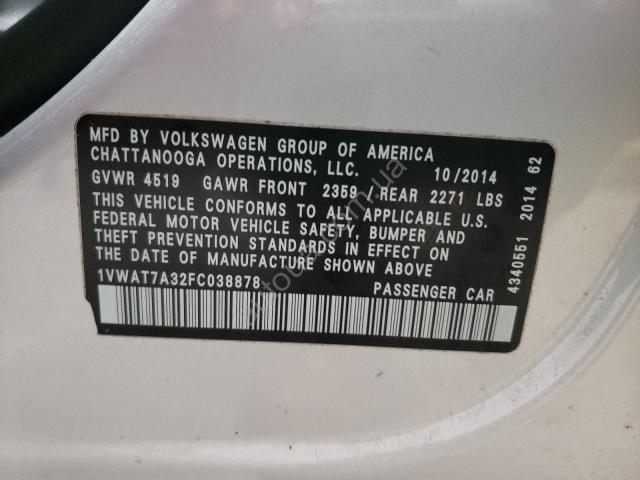 MFD BY VOLKSWAGEN GROUP OF AMERICA
CHATTANOOGA OPERATIONS, LLC. 10/2014
GVWR 4519 GAWR FRONT 2359 / REAR 2271 LBS
THIS VEHICLE CONFORMS TO ALL APPLICABLE U.S.
FEDERAL MOTOR VEHICLE SAFETY, BUMPER AND
THEFT PROVISION STANDARDS IN EFFECT ON
THE DATE OF MANUFACTURE SHOWN ABOVE
1VWAT7A32FC038878 PASSENGER CAR
4340551 2014 62